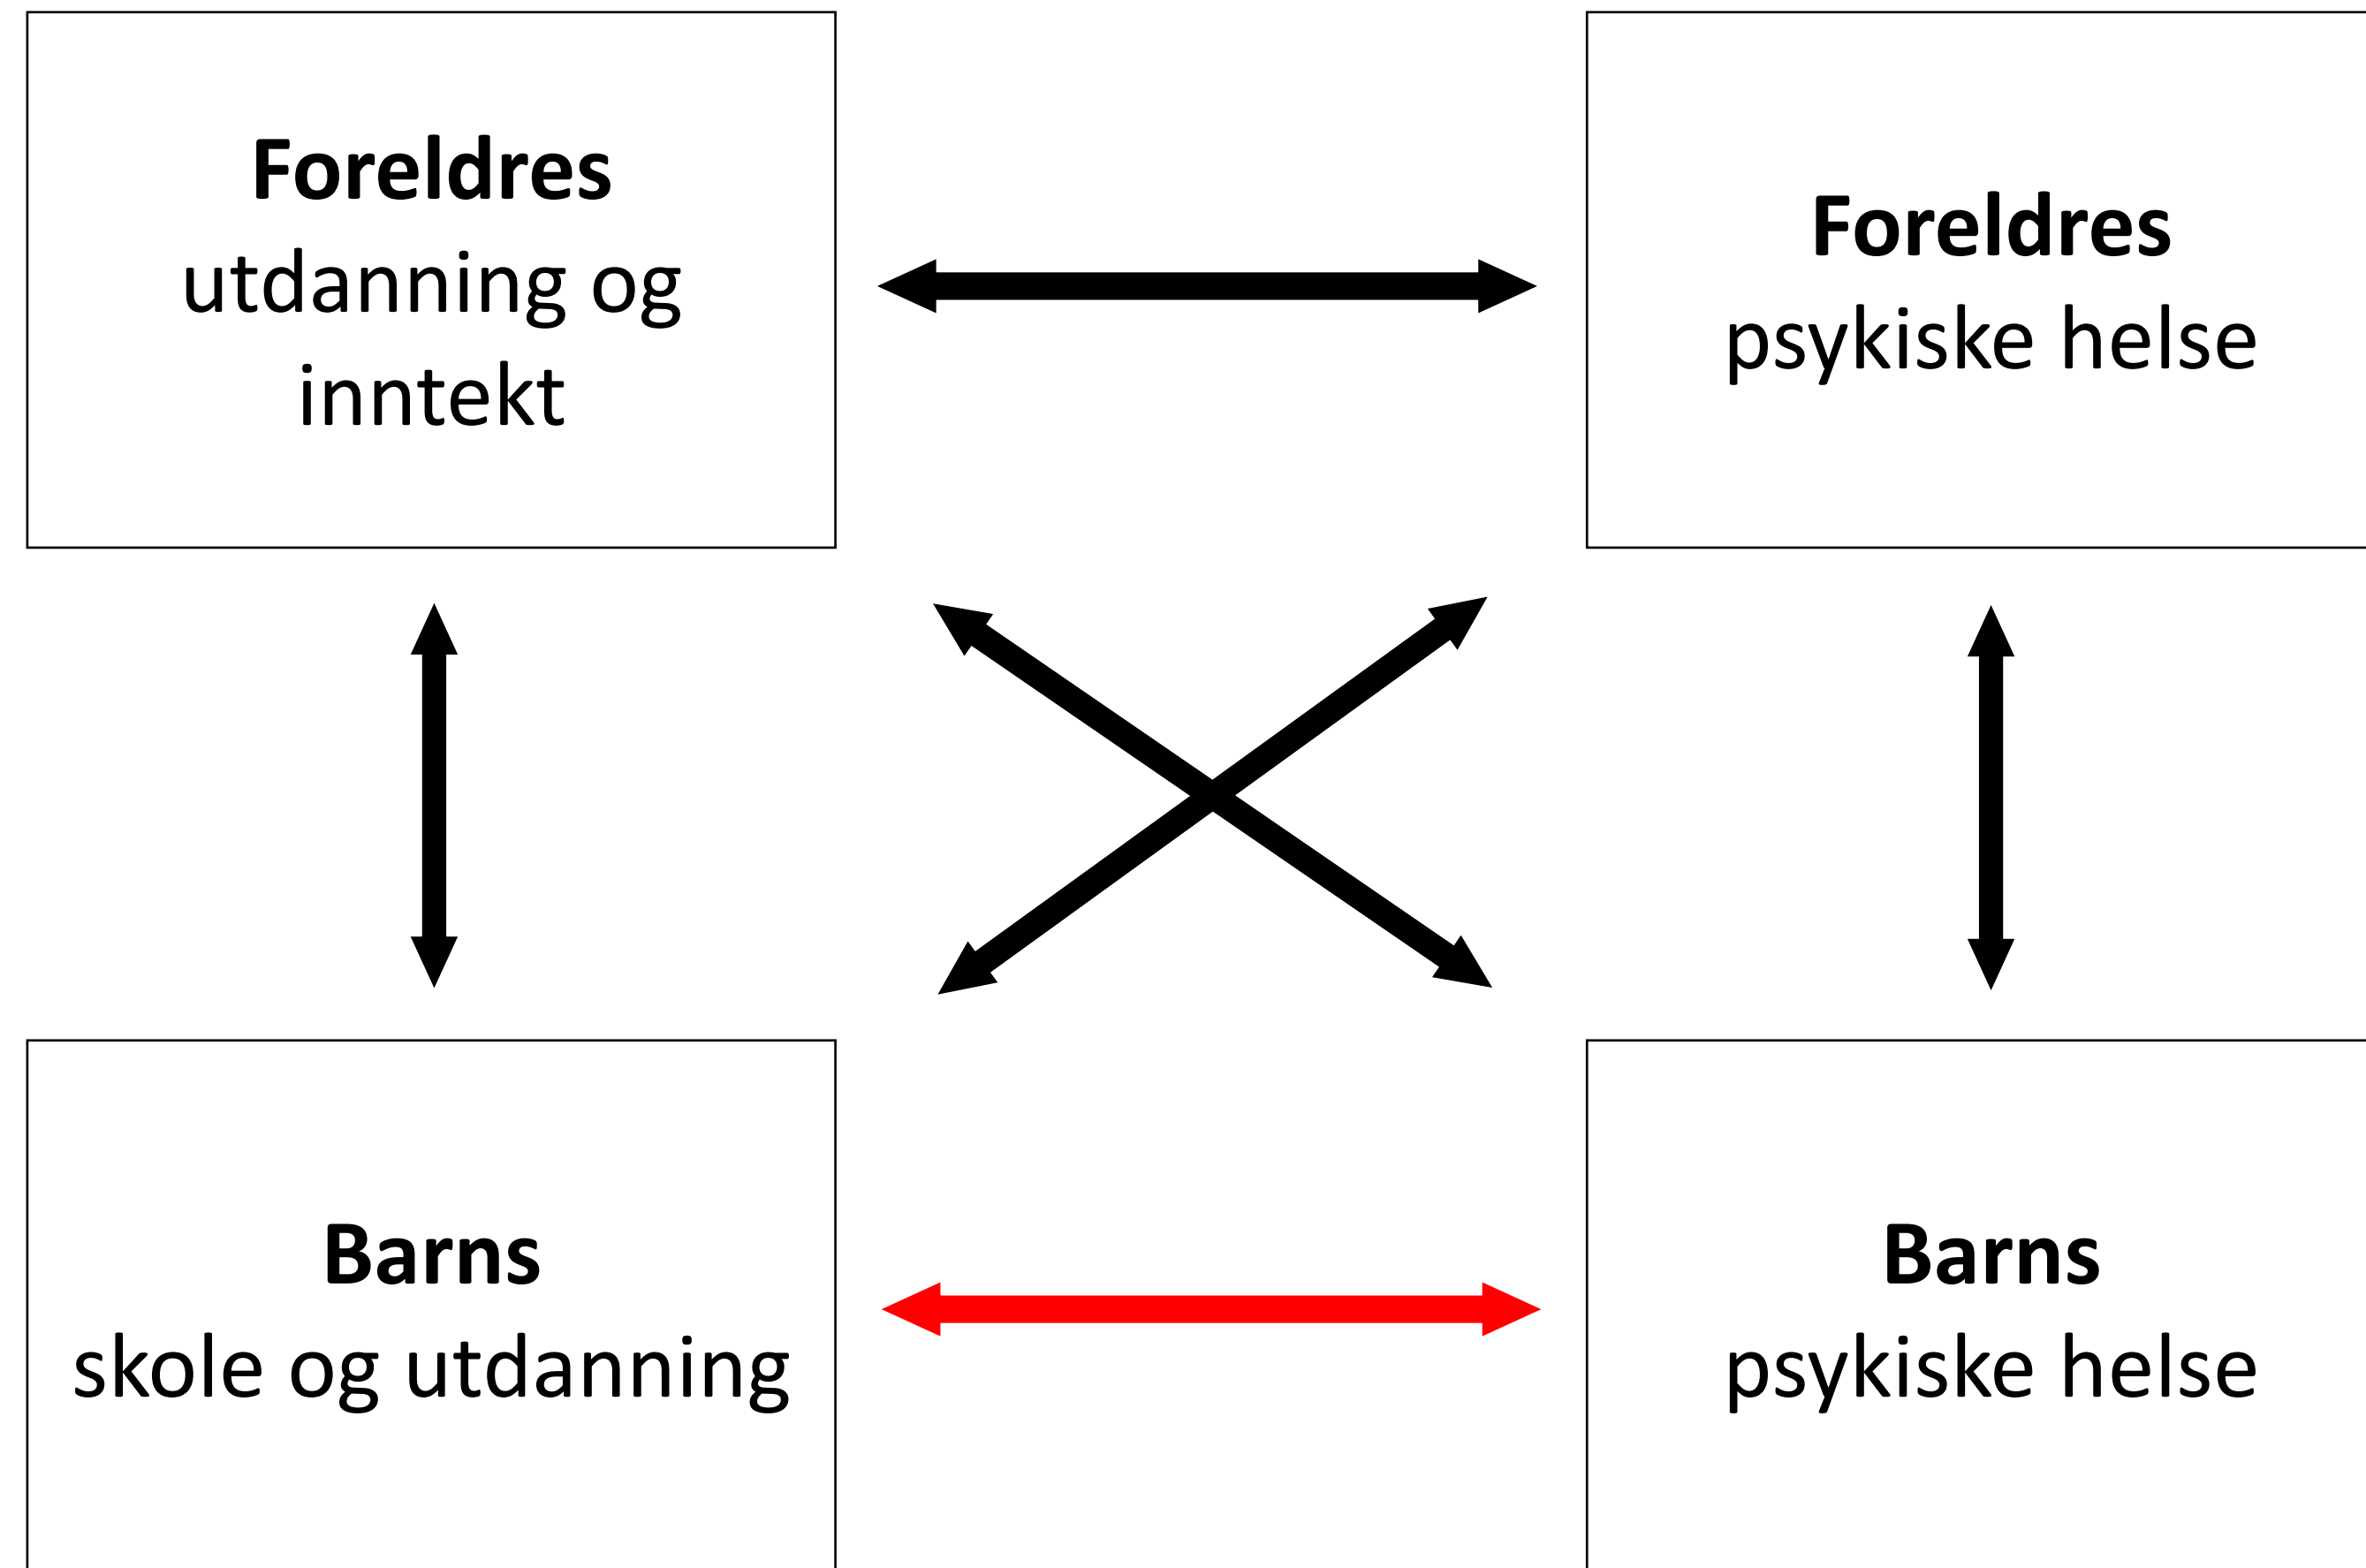 Foreldres
utdanning og
inntekt
Foreldres
psykiske helse
Barns
skole og utdanning
Barns
psykiske helse